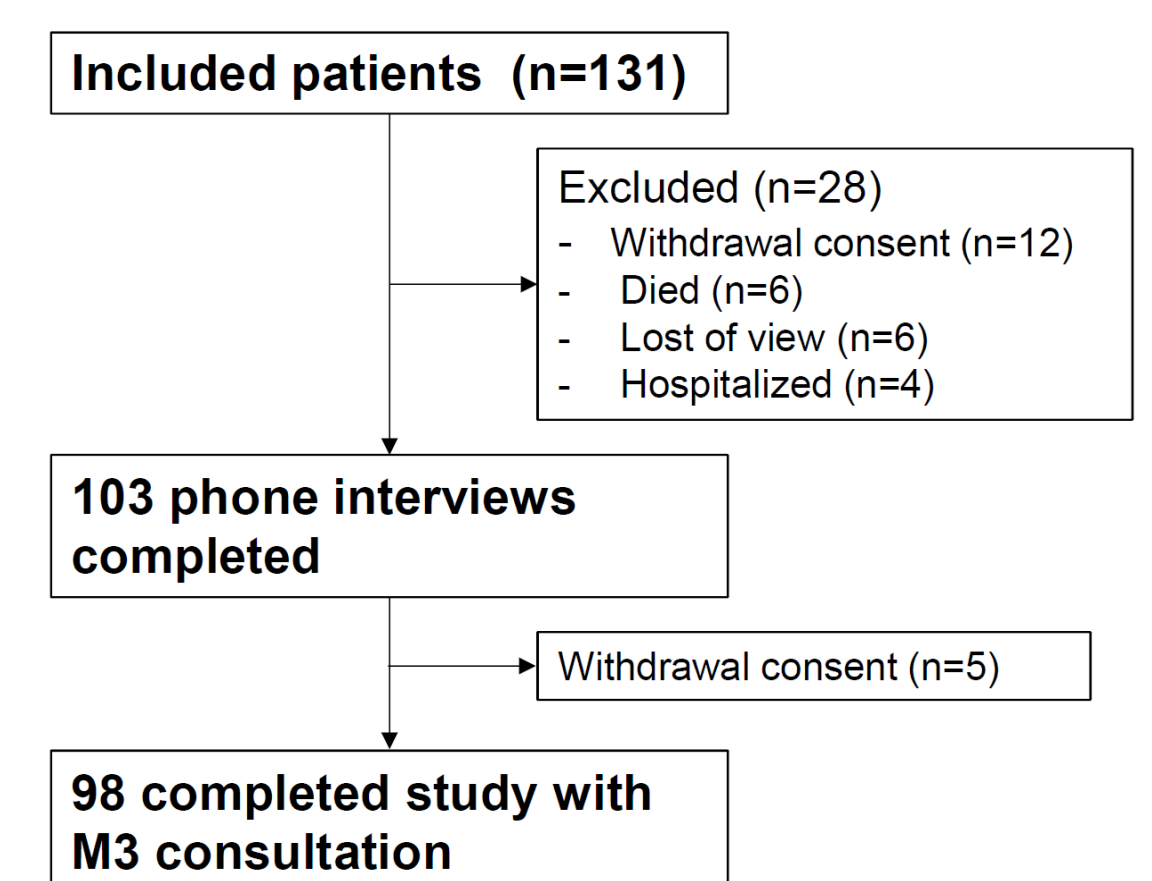 Included patients (n=131)
Excluded (n=28)
- Withdrawal consent (n=12)
- Died (n=6)
- Lost of view (n=6)
- Hospitalized (n=4)
103 phone interviews
completed
Withdrawal consent (n=5)
98 completed study with
M3 consultation